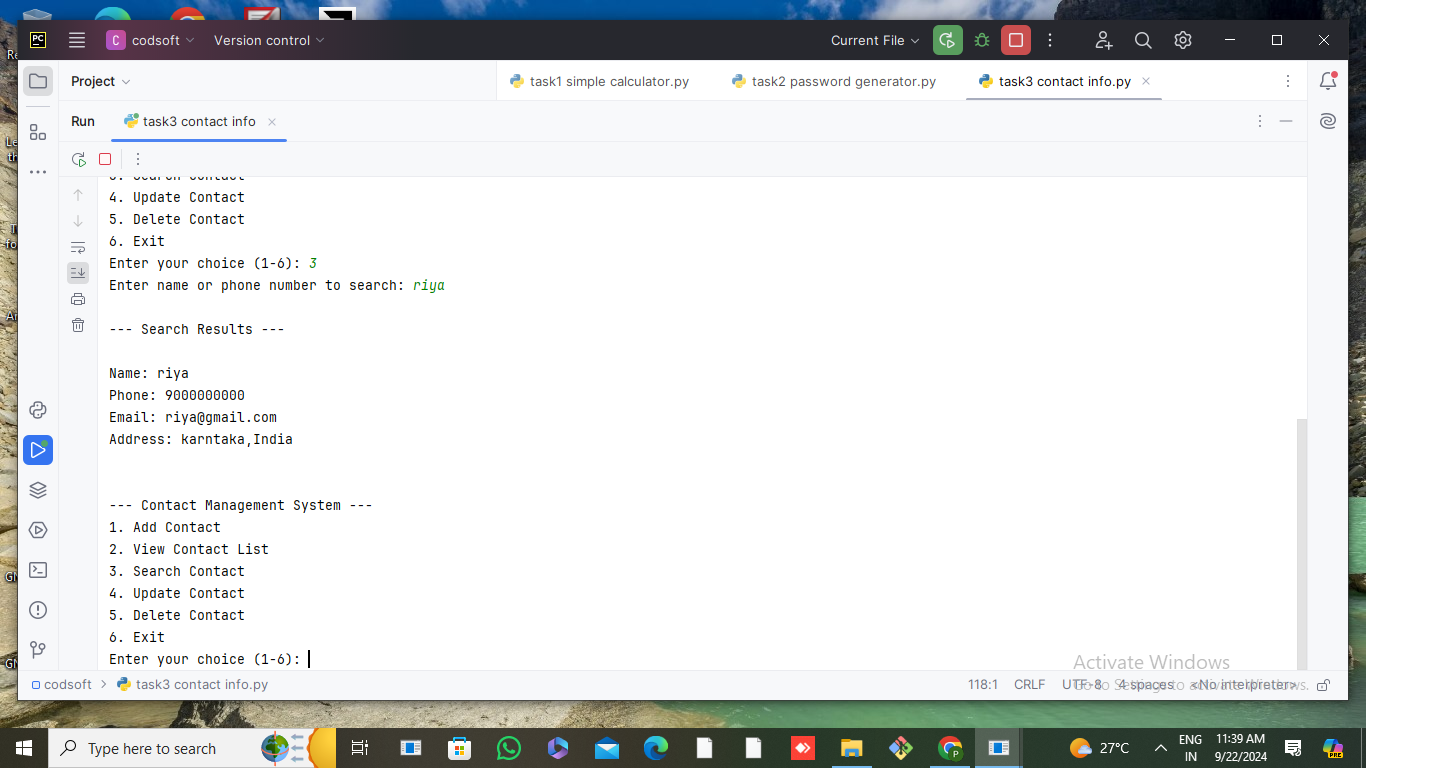 PC
C codsoft
Version control
Current File
Project
task1 simple calculator.py
task2 password generator.py
task3 contact info.py
Run
task3 contact info
3. Search Contact
4. Update Contact
5. Delete Contact
6. Exit
Enter your choice (1-6): 3
Enter name or phone number to search: riya
--- Search Results ---
Name: riya
Phone: 9000000000
Email: riya@gmail.com
Address: karntaka,India
--- Contact Management System ---
1. Add Contact
2. View Contact List
3. Search Contact
4. Update Contact
5. Delete Contact
6. Exit
Enter your choice (1-6):
Activate Windows
Go to Settings to activate Windows.
codsoft
task3 contact info.py
118:1
CRLF
UTF-8
4 spaces
<No interpreter>
Type here to search
27°C
ENG
IN
11:39 AM
9/22/2024
PRE